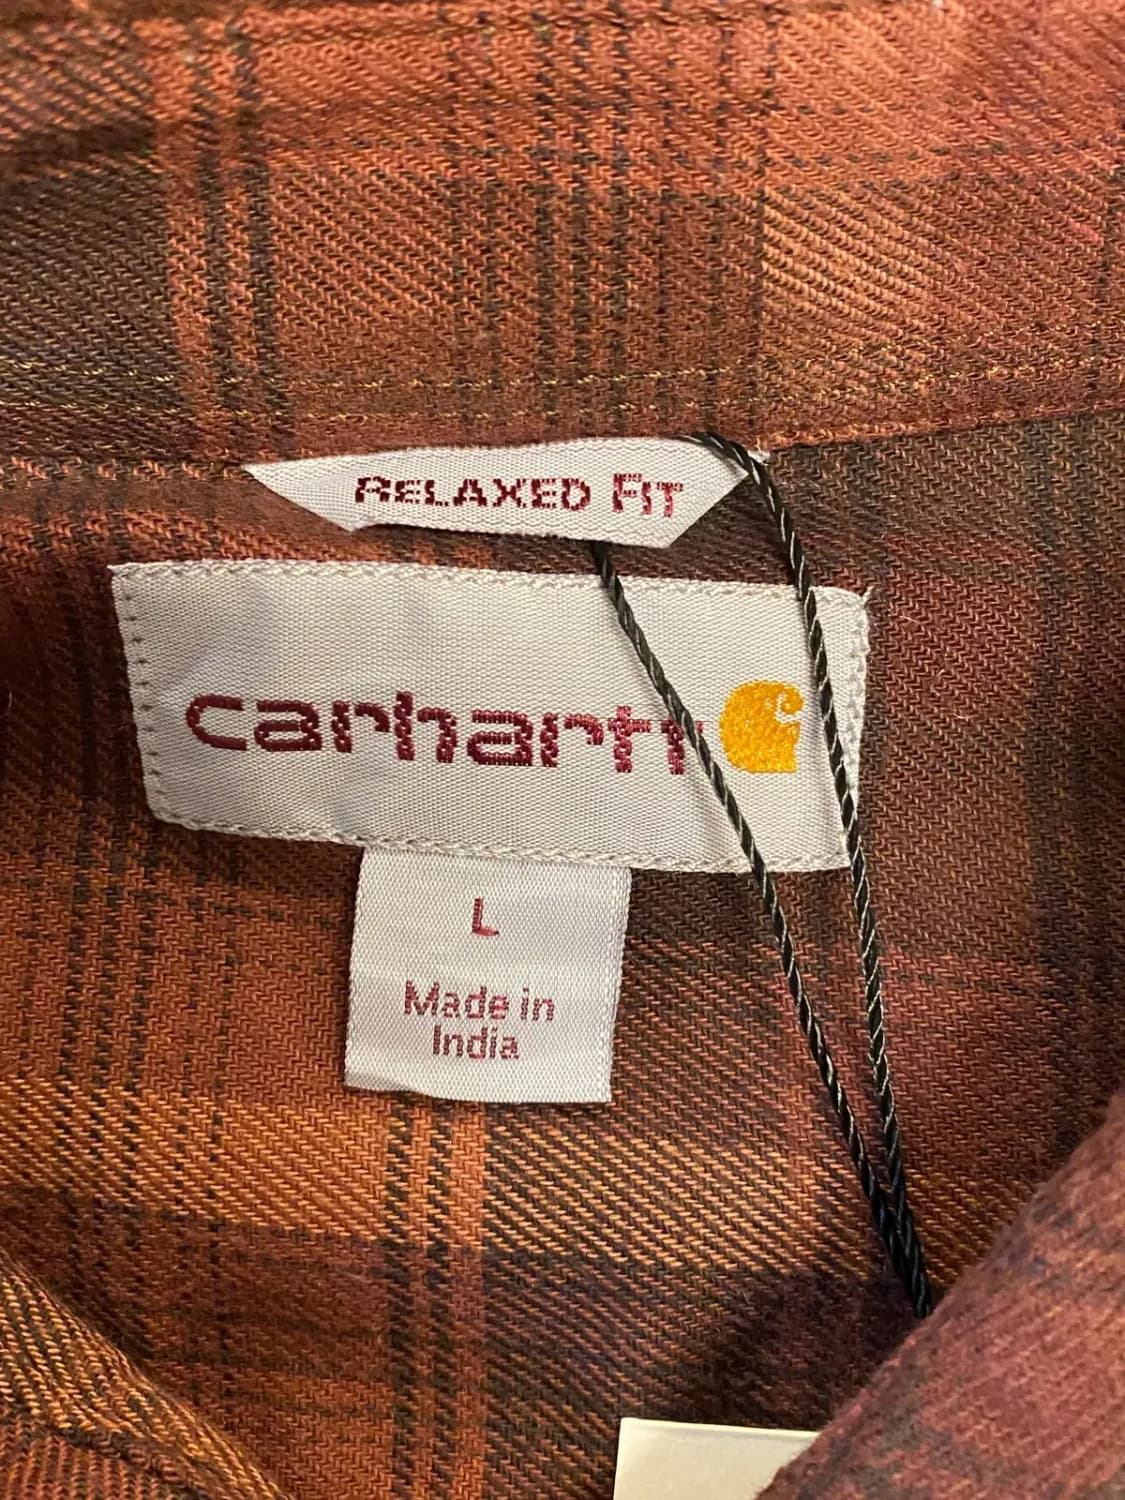 RELAXED FIT
carhartt
L
Made in
India